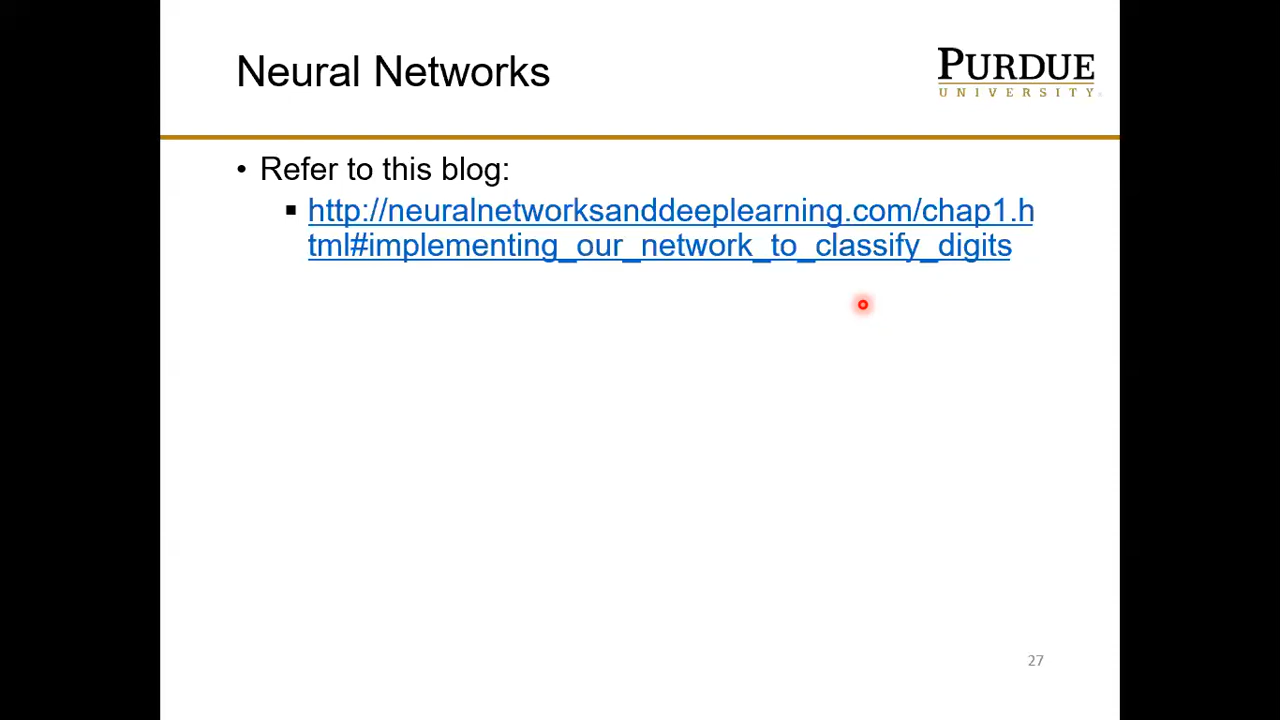 Neural Networks
PURDUE
UNIVERSITY
• Refer to this blog:
▪ http://neuralnetworksanddeeplearning.com/chap1.h
tml#implementing_our_network_to_classify_digits
27